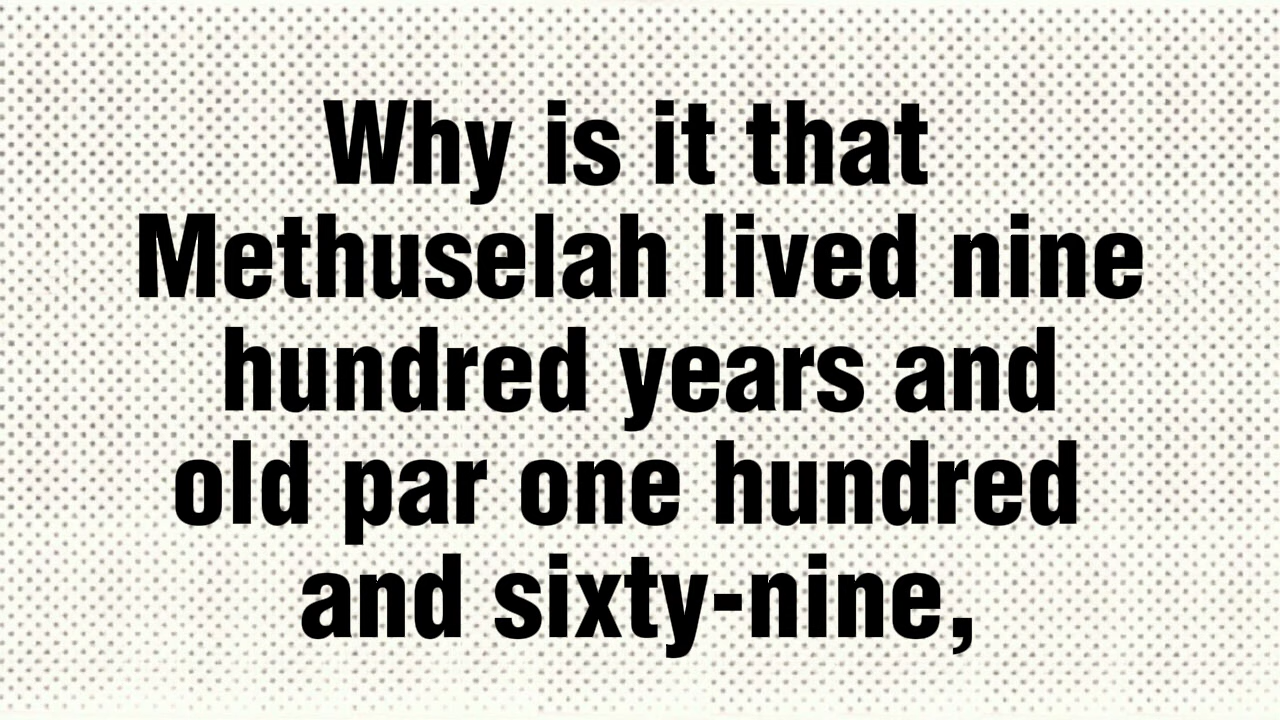 Why is it that
Methuselah lived nine
hundred years and
old par one hundred
and sixty-nine,